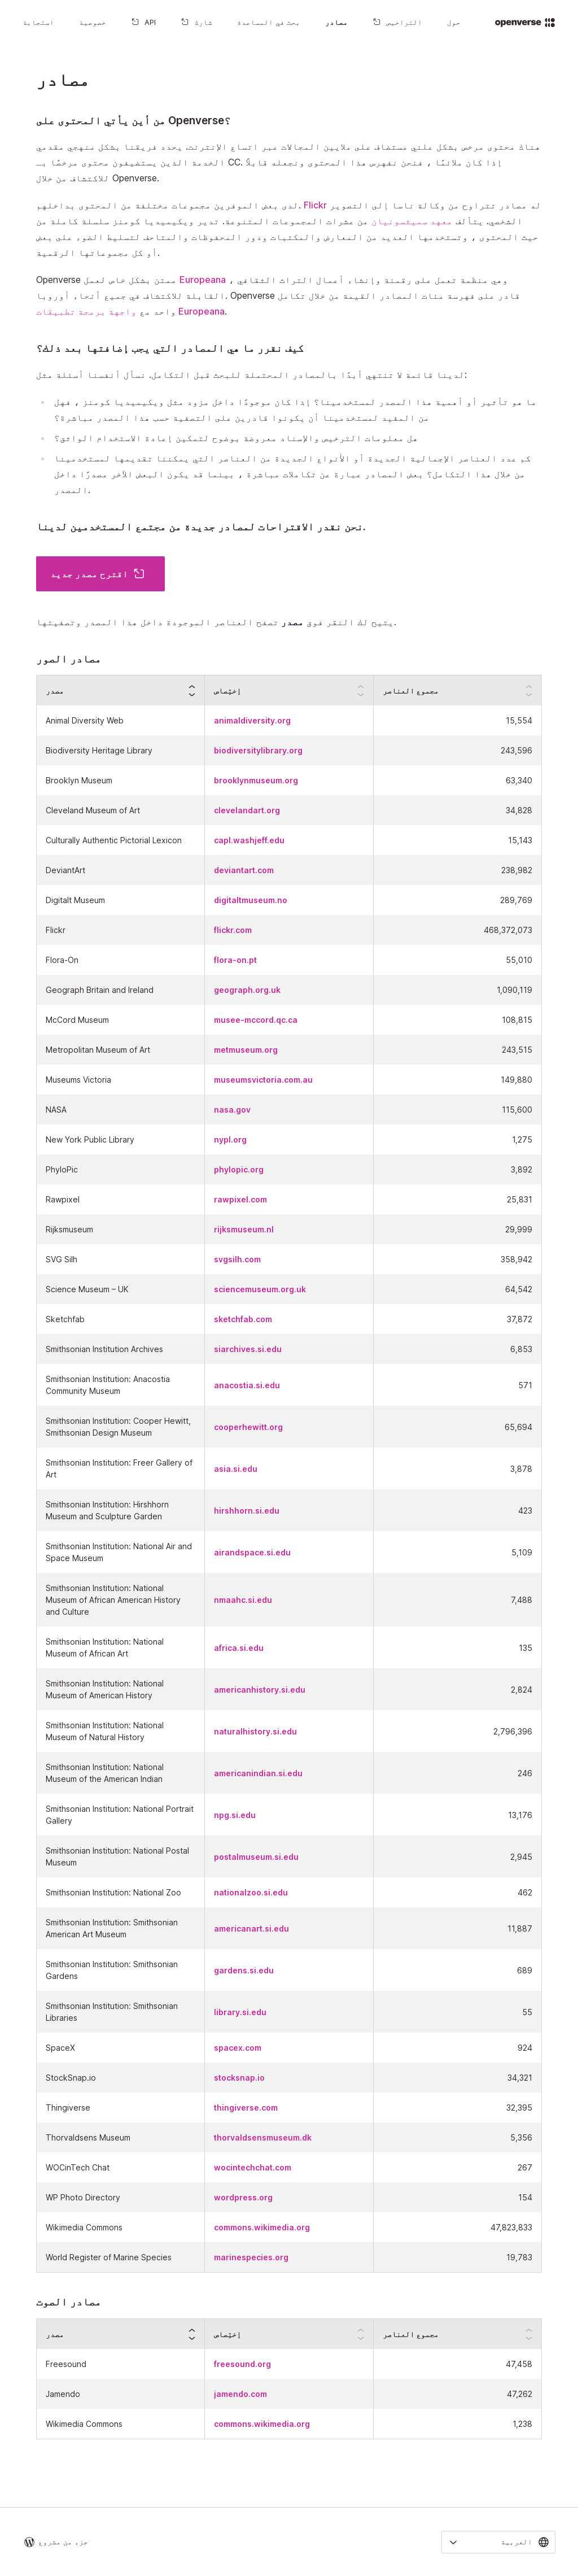 openverse
حول
التراخيص
مصادر
بحث في المساعدة
شارك
API
خصوصية
استجابة
مصادر
من أين يأتي المحتوى على Openverse؟
هناك محتوى مرخص بشكل علني مستضاف على ملايين المجالات عبر اتساع الإنترنت. يحدد فريقنا بشكل منهجي مقدمي
الخدمة الذين يستضيفون محتوى مرخصًا بـ CC. إذا كان ملائمًا ، فنحن نفهرس هذا المحتوى ونجعله قابلاً
للاكتشاف من خلال Openverse.
لدى بعض الموفرين مجموعات مختلفة من المحتوى بداخلهم. Flickr له مصادر تتراوح من وكالة ناسا إلى التصوير
الشخصي. يتألف معهد سميثسونيان من عشرات المجموعات المتنوعة. تدير ويكيميديا كومنز سلسلة كاملة من
حيث المحتوى ، وتستخدمها العديد من المعارض والمكتبات ودور المحفوظات والمتاحف لتسليط الضوء على بعض
أو كل مجموعاتها الرقمية.
Openverse ممتن بشكل خاص لعمل Europeana ، وهي منظمة تعمل على رقمنة وإنشاء أعمال التراث الثقافي
القابلة للاكتشاف في جميع أنحاء أوروبا. Openverse قادر على فهرسة مئات المصادر القيمة من خلال تكامل
واحد مع واجهة برمجة تطبيقات Europeana.
كيف نقرر ما هي المصادر التي يجب إضافتها بعد ذلك؟
لدينا قائمة لا تنتهي أبدًا بالمصادر المحتملة للبحث قبل التكامل. نسأل أنفسنا أسئلة مثل:
ما هو تأثير أو أهمية هذا المصدر لمستخدمينا؟ إذا كان موجودًا داخل مزود مثل ويكيميديا كومنز ، فهل
من المفيد لمستخدمينا أن يكونوا قادرين على التصفية حسب هذا المصدر مباشرة؟
هل معلومات الترخيص والإسناد معروضة بوضوح لتمكين إعادة الاستخدام الواثق؟
كم عدد العناصر الإجمالية الجديدة أو الأنواع الجديدة من العناصر التي يمكننا تقديمها لمستخدمينا
من خلال هذا التكامل؟ بعض المصادر عبارة عن تكاملات مباشرة ، بينما قد يكون البعض الآخر مصدرًا داخل
المصدر.
نحن نقدر الاقتراحات لمصادر جديدة من مجتمع المستخدمين لدينا.
اقترح مصدر جديد
يتيح لك النقر فوق مصدر تصفح العناصر الموجودة داخل هذا المصدر وتصفيتها.
مصادر الصور
مصدر	إختِصاص	مجموع العناصر
Animal Diversity Web	animaldiversity.org	15,554
Biodiversity Heritage Library	biodiversitylibrary.org	243,596
Brooklyn Museum	brooklynmuseum.org	63,340
Cleveland Museum of Art	clevelandart.org	34,828
Culturally Authentic Pictorial Lexicon	capl.washjeff.edu	15,143
DeviantArt	deviantart.com	238,982
Digitalt Museum	digitaltmuseum.no	289,769
Flickr	flickr.com	468,372,073
Flora-On	flora-on.pt	55,010
Geograph Britain and Ireland	geograph.org.uk	1,090,119
McCord Museum	musee-mccord.qc.ca	108,815
Metropolitan Museum of Art	metmuseum.org	243,515
Museums Victoria	museumsvictoria.com.au	149,880
NASA	nasa.gov	115,600
New York Public Library	nypl.org	1,275
PhyloPic	phylopic.org	3,892
Rawpixel	rawpixel.com	25,831
Rijksmuseum	rijksmuseum.nl	29,999
SVG Silh	svgsilh.com	358,942
Science Museum – UK	sciencemuseum.org.uk	64,542
Sketchfab	sketchfab.com	37,872
Smithsonian Institution Archives	siarchives.si.edu	6,853
Smithsonian Institution: Anacostia
Community Museum	anacostia.si.edu	571
Smithsonian Institution: Cooper Hewitt,
Smithsonian Design Museum	cooperhewitt.org	65,694
Smithsonian Institution: Freer Gallery of
Art	asia.si.edu	3,878
Smithsonian Institution: Hirshhorn
Museum and Sculpture Garden	hirshhorn.si.edu	423
Smithsonian Institution: National Air and
Space Museum	airandspace.si.edu	5,109
Smithsonian Institution: National
Museum of African American History
and Culture	nmaahc.si.edu	7,488
Smithsonian Institution: National
Museum of African Art	africa.si.edu	135
Smithsonian Institution: National
Museum of American History	americanhistory.si.edu	2,824
Smithsonian Institution: National
Museum of Natural History	naturalhistory.si.edu	2,796,396
Smithsonian Institution: National
Museum of the American Indian	americanindian.si.edu	246
Smithsonian Institution: National Portrait
Gallery	npg.si.edu	13,176
Smithsonian Institution: National Postal
Museum	postalmuseum.si.edu	2,945
Smithsonian Institution: National Zoo	nationalzoo.si.edu	462
Smithsonian Institution: Smithsonian
American Art Museum	americanart.si.edu	11,887
Smithsonian Institution: Smithsonian
Gardens	gardens.si.edu	689
Smithsonian Institution: Smithsonian
Libraries	library.si.edu	55
SpaceX	spacex.com	924
StockSnap.io	stocksnap.io	34,321
Thingiverse	thingiverse.com	32,395
Thorvaldsens Museum	thorvaldsensmuseum.dk	5,356
WOCinTech Chat	wocintechchat.com	267
WP Photo Directory	wordpress.org	154
Wikimedia Commons	commons.wikimedia.org	47,823,833
World Register of Marine Species	marinespecies.org	19,783
مصادر الصوت
مصدر	إختِصاص	مجموع العناصر
Freesound	freesound.org	47,458
Jamendo	jamendo.com	47,262
Wikimedia Commons	commons.wikimedia.org	1,238
العربية
جزء من مشروع